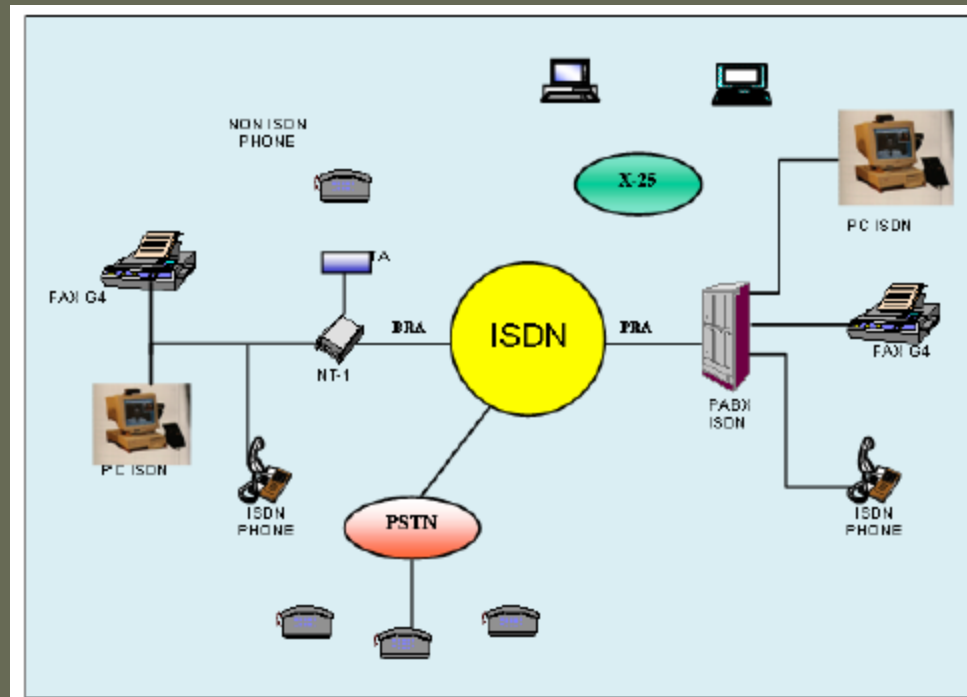 NON ISDN
PHONE
X-25
PC ISDN
TA
FAX G4
BRA
ISDN
PRA
FAX G4
NT-1
PABX
ISDN
PC ISDN
ISDN
PHONE
PSTN
ISDN
PHONE